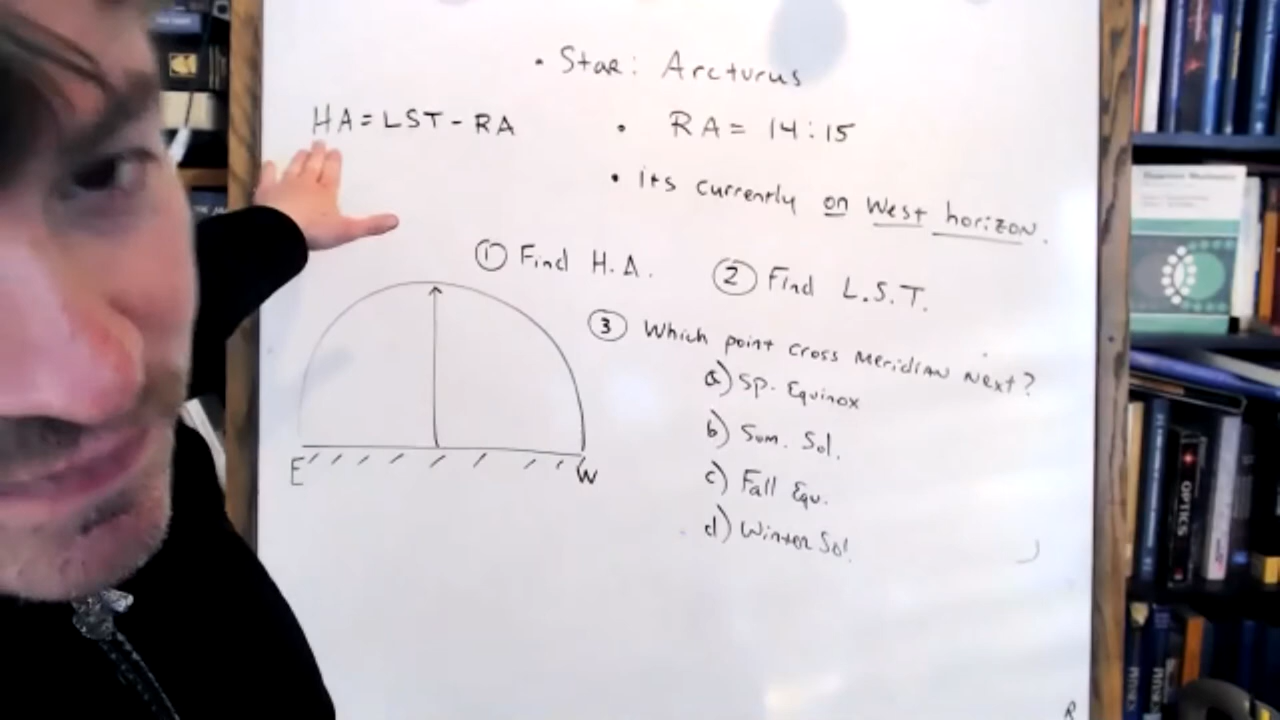 • Star: Arcturus
HA = LST - RA
• RA = 14:15
• its currently on West horizon.
① Find H.A.
② Find L.S.T.
③ Which point cross Meridian Next?
a) Sp. Equinox
b) Sum. Sol.
c) Fall Equ.
d) Winter Sol.
E
W
OPTICS
R